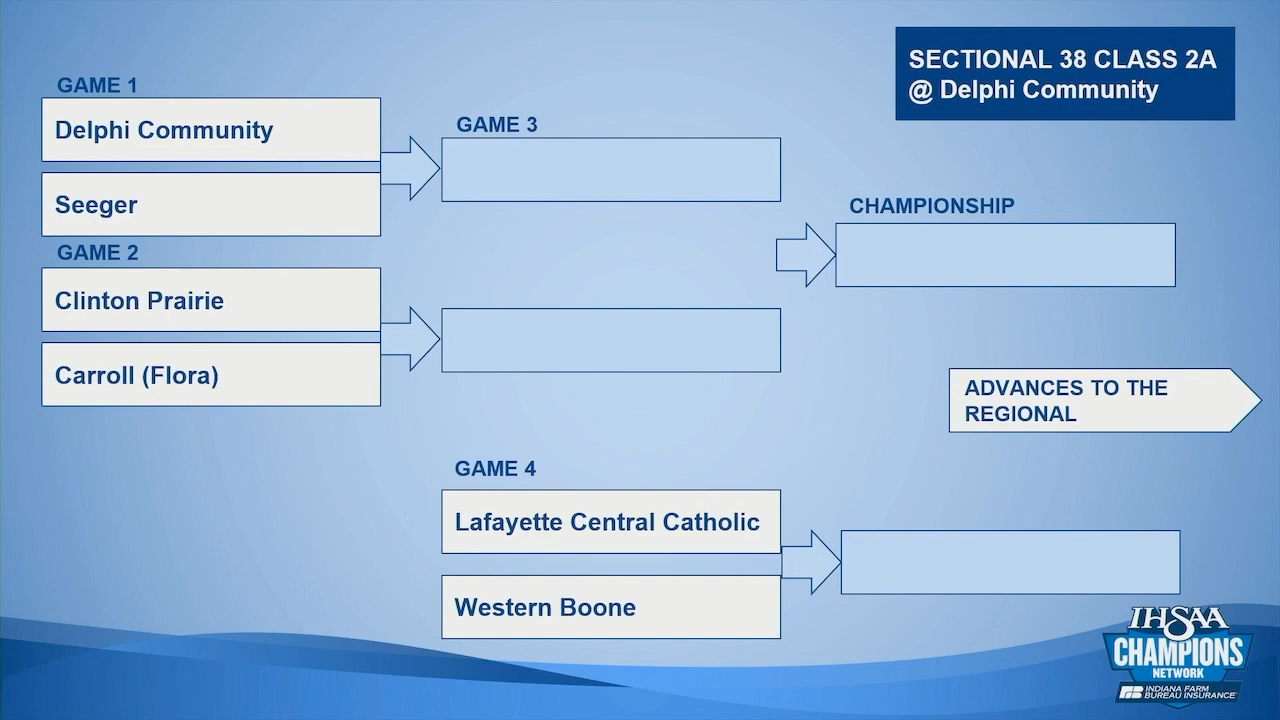 SECTIONAL 38 CLASS 2A
@ Delphi Community
GAME 1
Delphi Community
Seeger
GAME 2
Clinton Prairie
Carroll (Flora)
GAME 3
CHAMPIONSHIP
ADVANCES TO THE
REGIONAL
GAME 4
Lafayette Central Catholic
Western Boone
IHSAA
CHAMPIONS
NETWORK
INDIANA FARM
BUREAU INSURANCE